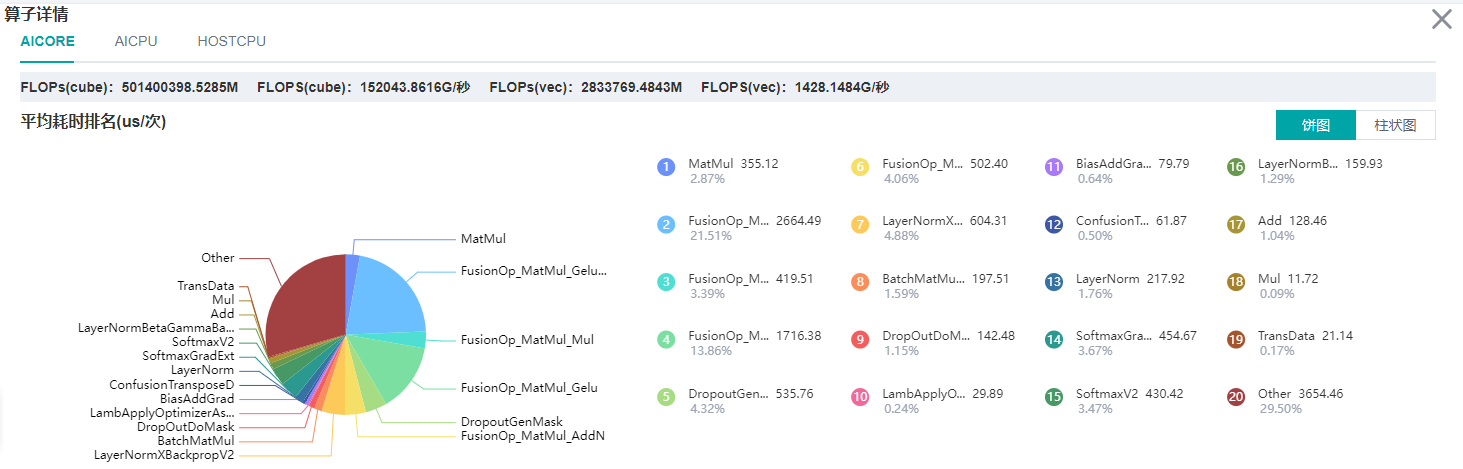 算子详情
AICORE AICPU HOSTCPU
FLOPs(cube)：501400398.5285M FLOPS(cube)：152043.8616G/秒 FLOPs(vec)：2833769.4843M FLOPS(vec)：1428.1484G/秒
平均耗时排名(us/次)
饼图 柱状图
MatMul
FusionOp_MatMul_Gelu...
FusionOp_MatMul_Mul
FusionOp_MatMul_Gelu
DropoutGenMask
FusionOp_MatMul_AddN
Other
TransData
Mul
Add
LayerNormBetaGammaBa...
SoftmaxV2
SoftmaxGradExt
LayerNorm
ConfusionTransposeD
BiasAddGrad
LambApplyOptimizerAs...
DropOutDoMask
BatchMatMul
LayerNormXBackpropV2
1 MatMul 355.12
2.87%
2 FusionOp_M... 2664.49
21.51%
3 FusionOp_M... 419.51
3.39%
4 FusionOp_M... 1716.38
13.86%
5 DropoutGen... 535.76
4.32%
6 FusionOp_M... 502.40
4.06%
7 LayerNormX... 604.31
4.88%
8 BatchMatMu... 197.51
1.59%
9 DropOutDoM... 142.48
1.15%
10 LambApplyO... 29.89
0.24%
11 BiasAddGra... 79.79
0.64%
12 ConfusionT... 61.87
0.50%
13 LayerNorm 217.92
1.76%
14 SoftmaxGra... 454.67
3.67%
15 SoftmaxV2 430.42
3.47%
16 LayerNormB... 159.93
1.29%
17 Add 128.46
1.04%
18 Mul 11.72
0.09%
19 TransData 21.14
0.17%
20 Other 3654.46
29.50%